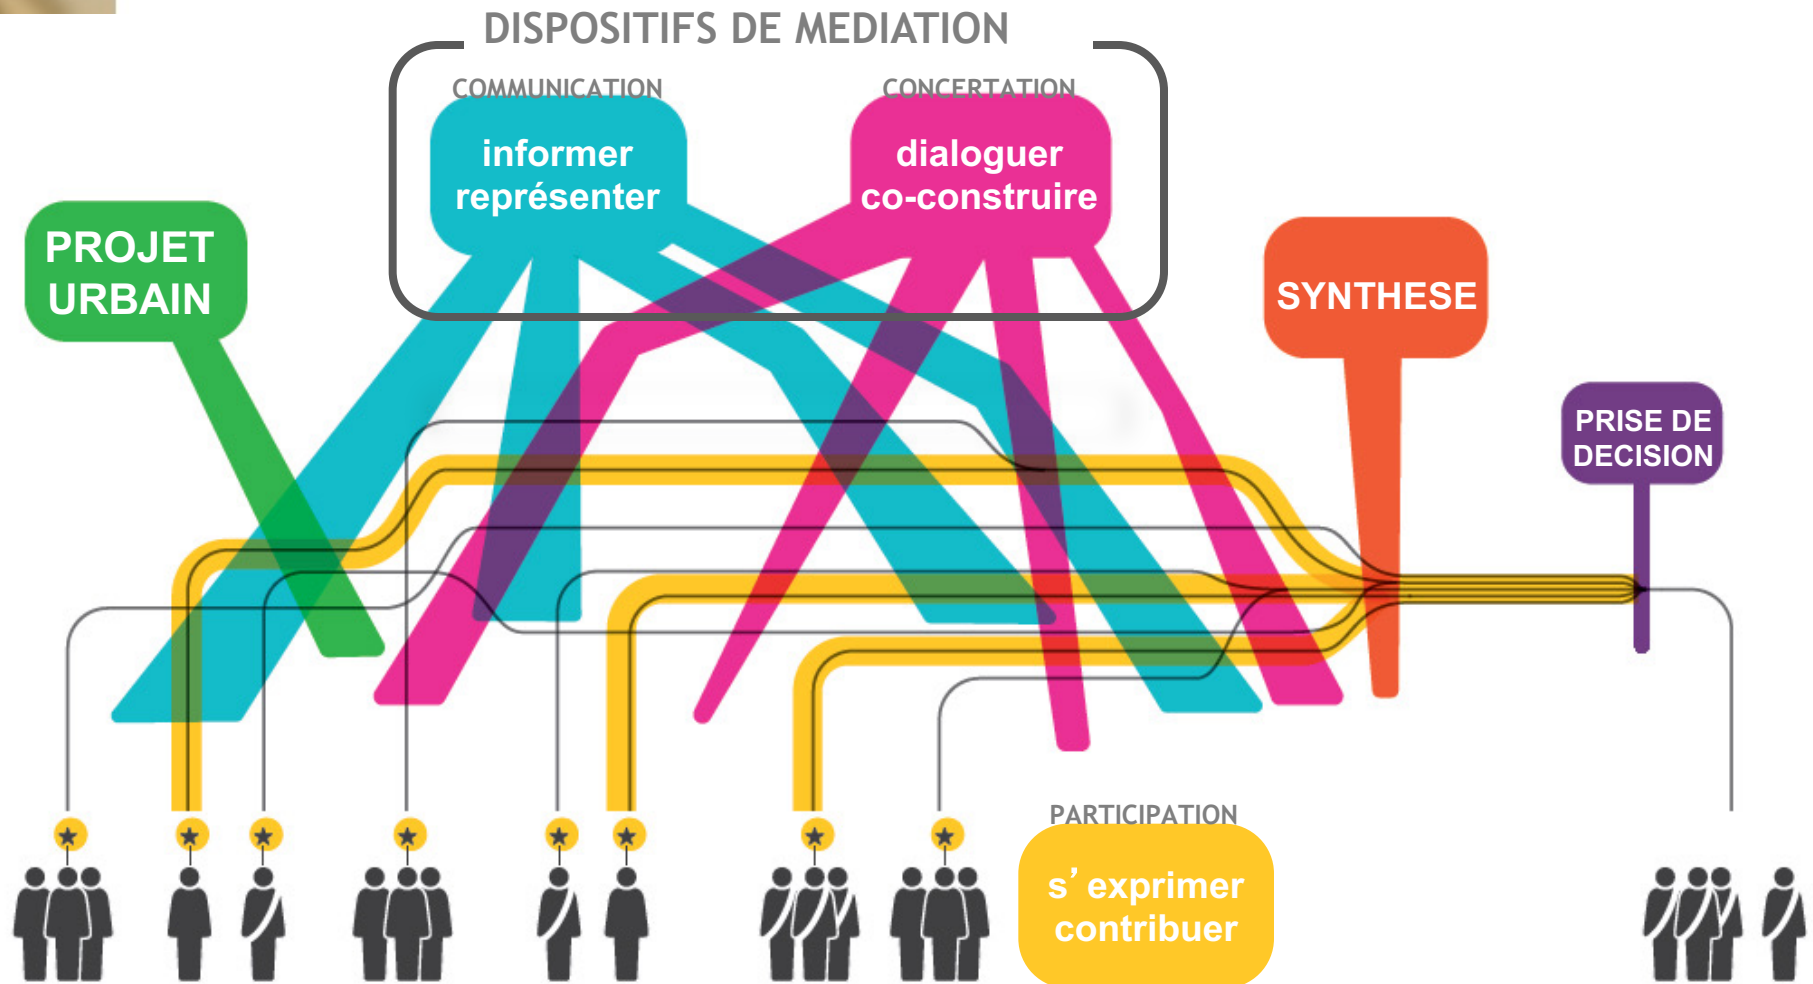 DISPOSITIFS DE MEDIATION
COMMUNICATION
informer
représenter
CONCERTATION
dialoguer
co-construire
PROJET
URBAIN
SYNTHESE
PRISE DE
DECISION
PARTICIPATION
s’ exprimer
contribuer